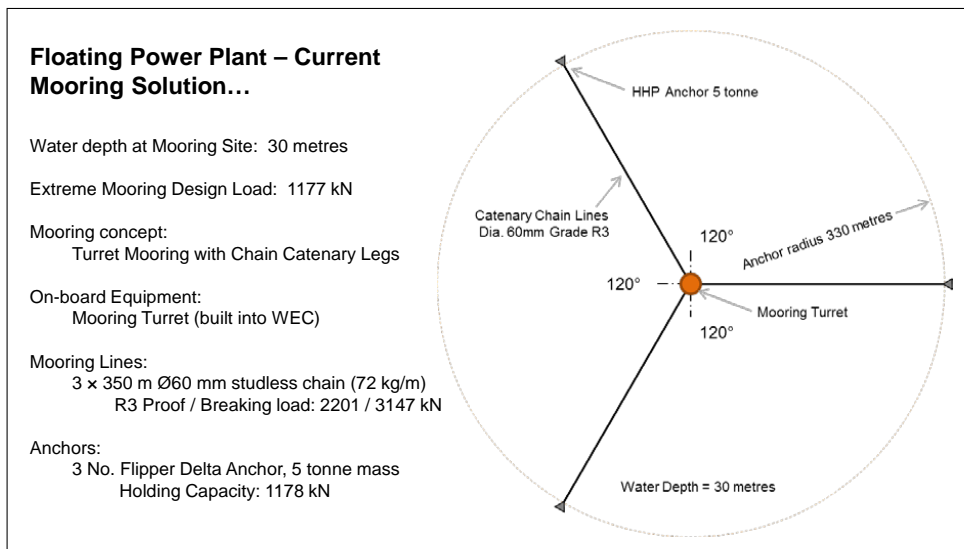 Floating Power Plant – Current
Mooring Solution…
Water depth at Mooring Site: 30 metres
Extreme Mooring Design Load: 1177 kN
Mooring concept:
Turret Mooring with Chain Catenary Legs
On-board Equipment:
Mooring Turret (built into WEC)
Mooring Lines:
3 × 350 m Ø60 mm studless chain (72 kg/m)
R3 Proof / Breaking load: 2201 / 3147 kN
Anchors:
3 No. Flipper Delta Anchor, 5 tonne mass
Holding Capacity: 1178 kN
HHP Anchor 5 tonne
Catenary Chain Lines
Dia. 60mm Grade R3
Anchor radius 330 metres
120°
120°
120°
Mooring Turret
Water Depth = 30 metres